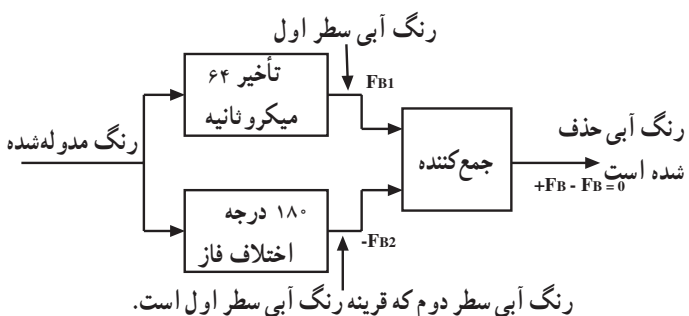 رنگ آبی سطر اول
تأخیر ۶۴
میکروثانیه
FB1
رنگ مدوله‌شده
جمع‌کننده
رنگ آبی حذف
شده است
+FB - FB = 0
۱۸۰ درجه
اختلاف فاز
-FB2
رنگ آبی سطر دوم که قرینه رنگ آبی سطر اول است.